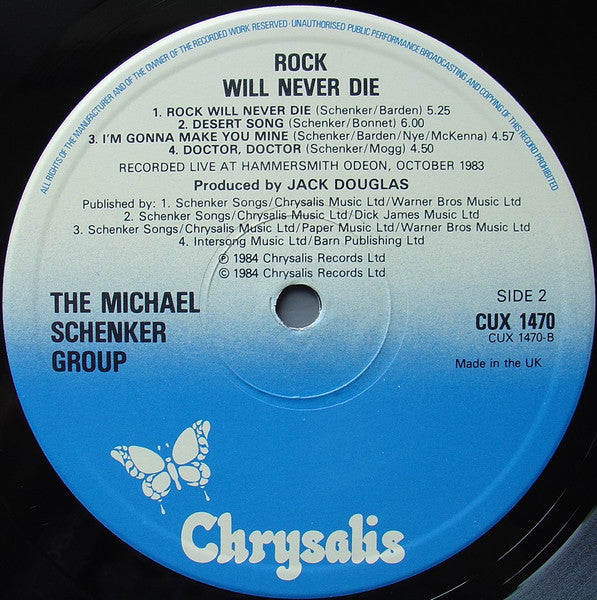 ALL RIGHTS OF THE MANUFACTURER AND OF THE OWNER OF THE RECORDED WORK RESERVED · UNAUTHORISED PUBLIC PERFORMANCE BROADCASTING AND COPYING OF THIS RECORD PROHIBITED
ROCK
WILL NEVER DIE
1. ROCK WILL NEVER DIE (Schenker/Barden) 5.25
2. DESERT SONG (Schenker/Bonnet) 6.00
3. I'M GONNA MAKE YOU MINE (Schenker/Barden/Nye/McKenna) 4.57
4. DOCTOR, DOCTOR (Schenker/Mogg) 4.50
RECORDED LIVE AT HAMMERSMITH ODEON, OCTOBER 1983
Produced by JACK DOUGLAS
Published by: 1. Schenker Songs/Chrysalis Music Ltd/Warner Bros Music Ltd
2. Schenker Songs/Chrysalis Music Ltd/Dick James Music Ltd
3. Schenker Songs/Chrysalis Music Ltd/Paper Music Ltd/Warner Bros Music Ltd
4. Intersong Music Ltd/Barn Publishing Ltd
℗ 1984 Chrysalis Records Ltd
© 1984 Chrysalis Records Ltd
THE MICHAEL
SCHENKER
GROUP
SIDE 2
CUX 1470
CUX 1470-B
Made in the UK
Chrysalis